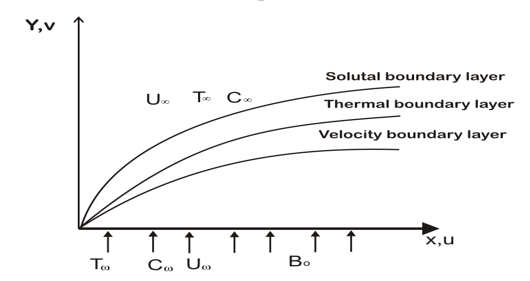 Y,v
Solutal boundary layer
U∞ T∞ C∞
Thermal boundary layer
Velocity boundary layer
x,u
Tω Cω Uω Bo